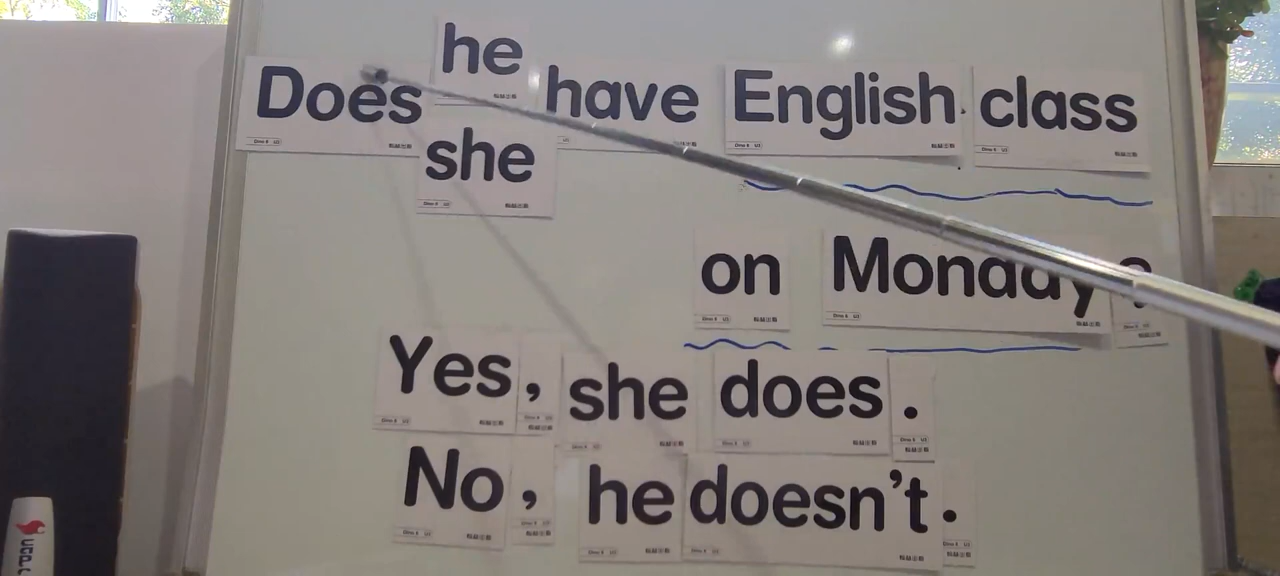 he
Does have English class
she
on Monday ?
Yes, she does.
No, he doesn't.